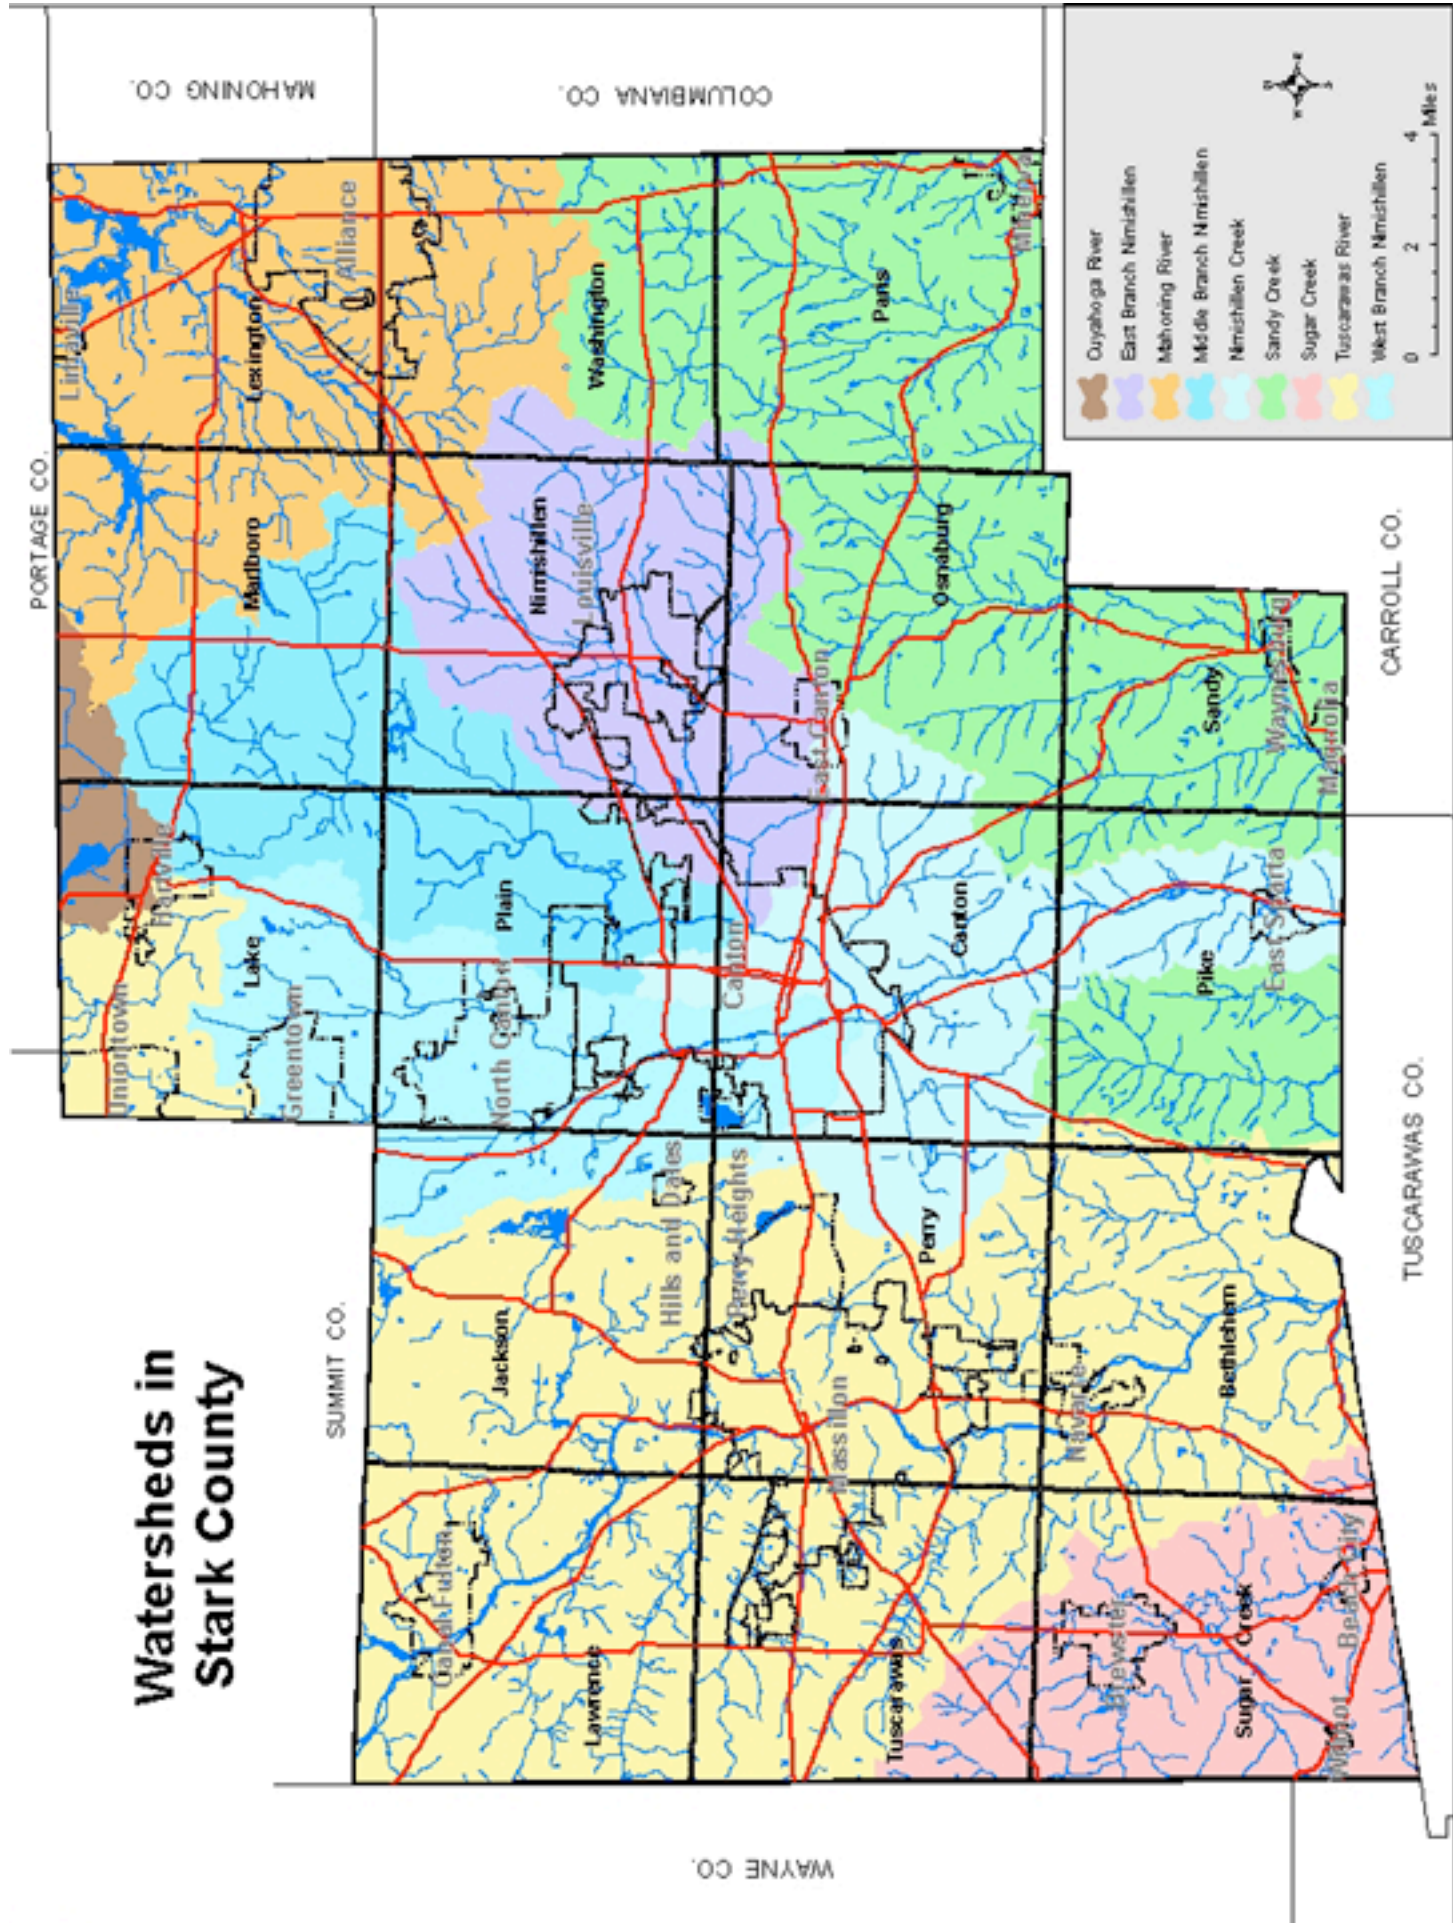 Watersheds in
Stark County
PORTAGE CO.
SUMMIT CO.
MAHONING CO.
COLUMBIANA CO.
WAYNE CO.
CARROLL CO.
TUSCARAWAS CO.
Uniontown
Hartville
Limaville
Lake
Marlboro
Lexington
Greentown
Alliance
Canal Fulton
Jackson
North Canton
Plain
Nimishillen
Louisville
Washington
Lawrence
Hills and Dales
Perry Heights
Canton
East Canton
Massillon
Tuscarawas
Perry
Canton
Osnaburg
Paris
Minerva
Navarre
Brewster
Sugar Creek
Bethlehem
Pike
Sandy
East Sparta
Waynesburg
Magnolia
Wilmot
Beach City
Cuyahoga River
East Branch Nimishillen
Mahoning River
Middle Branch Nimishillen
Nimishillen Creek
Sandy Creek
Sugar Creek
Tuscarawas River
West Branch Nimishillen
0 2 4
Miles